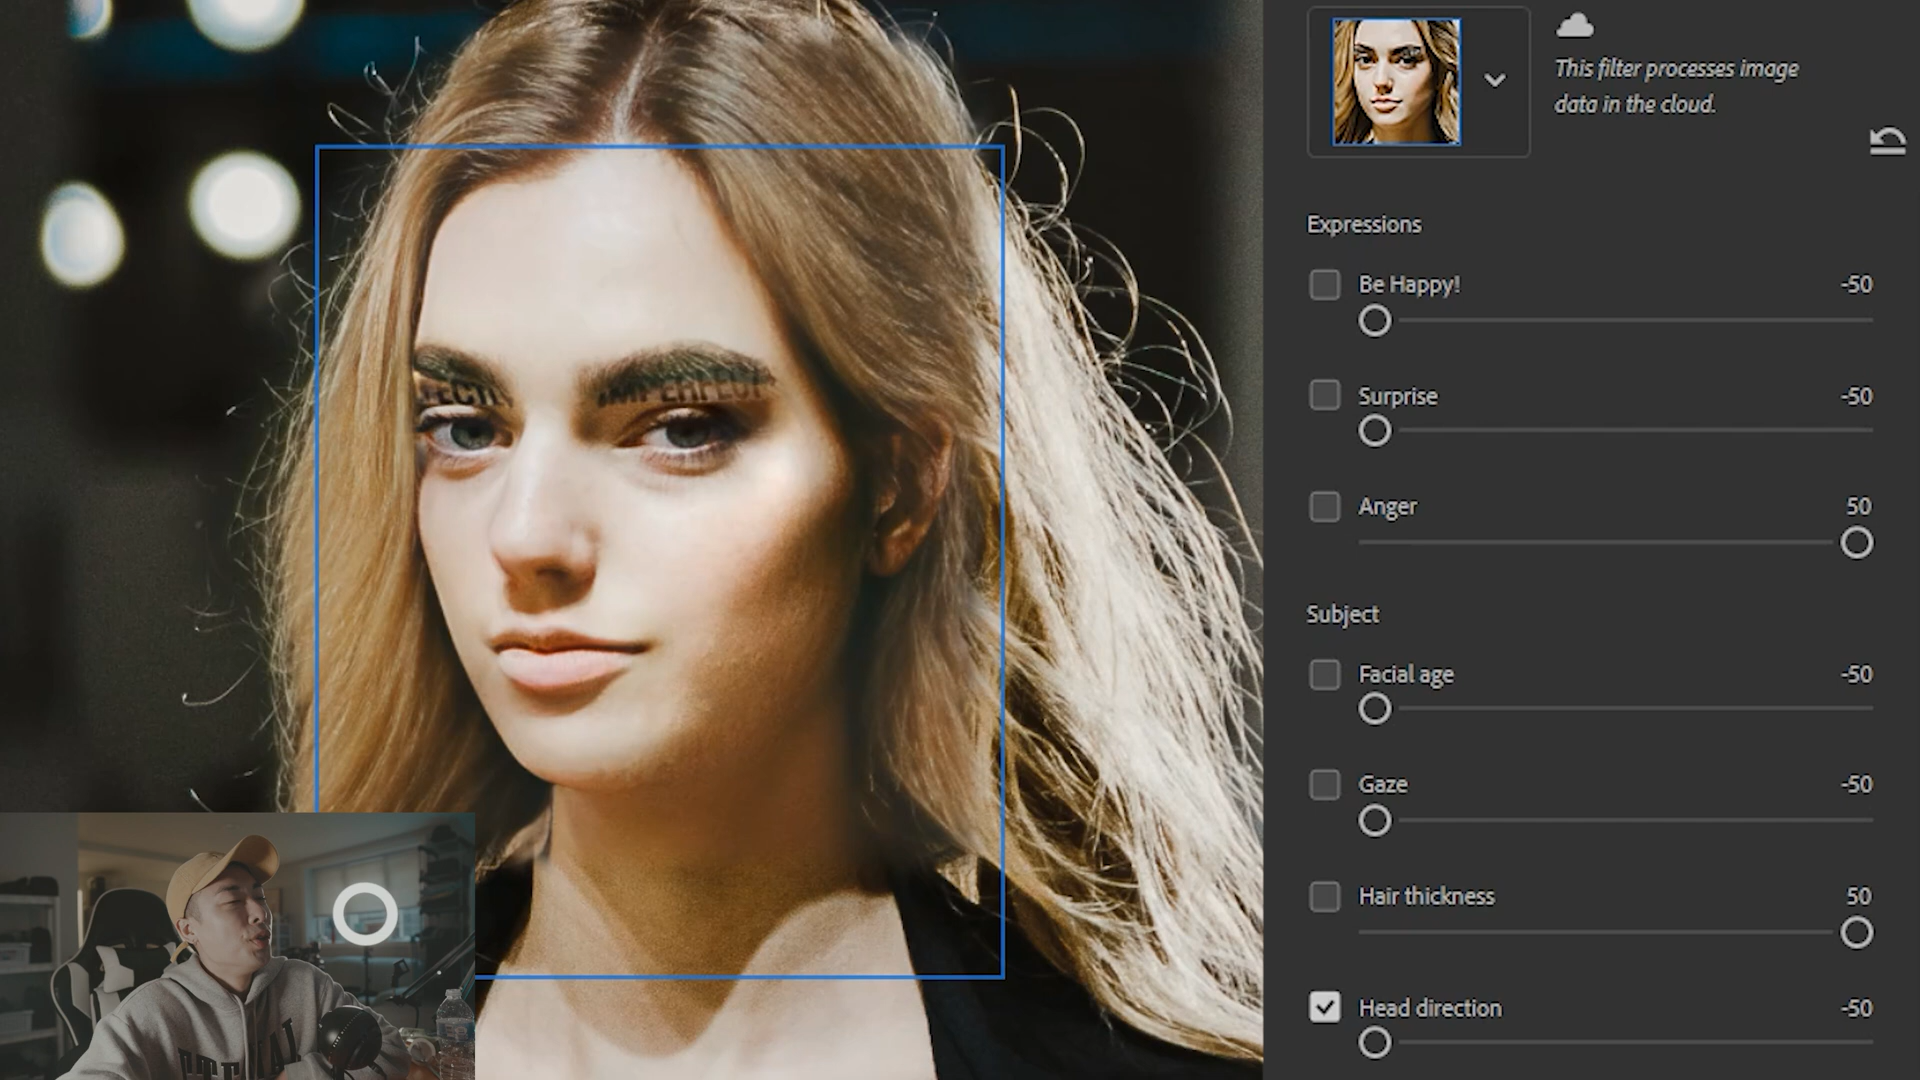 This filter processes image
data in the cloud.
Expressions
Be Happy! -50
Surprise -50
Anger 50
Subject
Facial age -50
Gaze -50
Hair thickness 50
Head direction -50